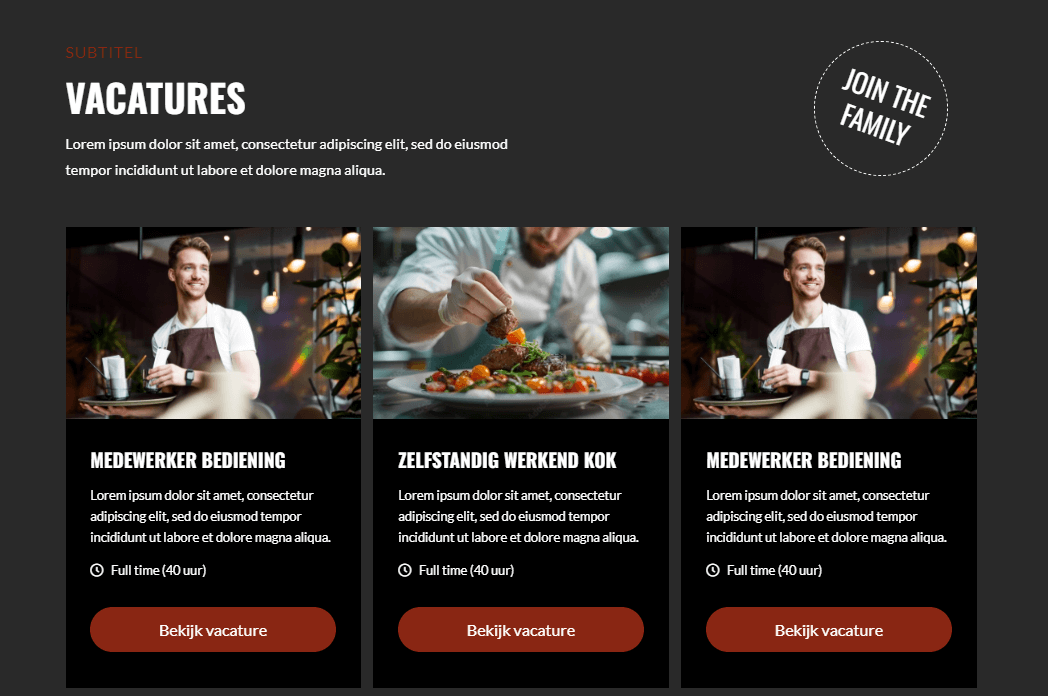 SUBTITEL
VACATURES
Lorem ipsum dolor sit amet, consectetur adipiscing elit, sed do eiusmod
tempor incididunt ut labore et dolore magna aliqua.
JOIN THE
FAMILY
MEDEWERKER BEDIENING
Lorem ipsum dolor sit amet, consectetur
adipiscing elit, sed do eiusmod tempor
incididunt ut labore et dolore magna aliqua.
Full time (40 uur)
Bekijk vacature
ZELFSTANDIG WERKEND KOK
Lorem ipsum dolor sit amet, consectetur
adipiscing elit, sed do eiusmod tempor
incididunt ut labore et dolore magna aliqua.
Full time (40 uur)
Bekijk vacature
MEDEWERKER BEDIENING
Lorem ipsum dolor sit amet, consectetur
adipiscing elit, sed do eiusmod tempor
incididunt ut labore et dolore magna aliqua.
Full time (40 uur)
Bekijk vacature